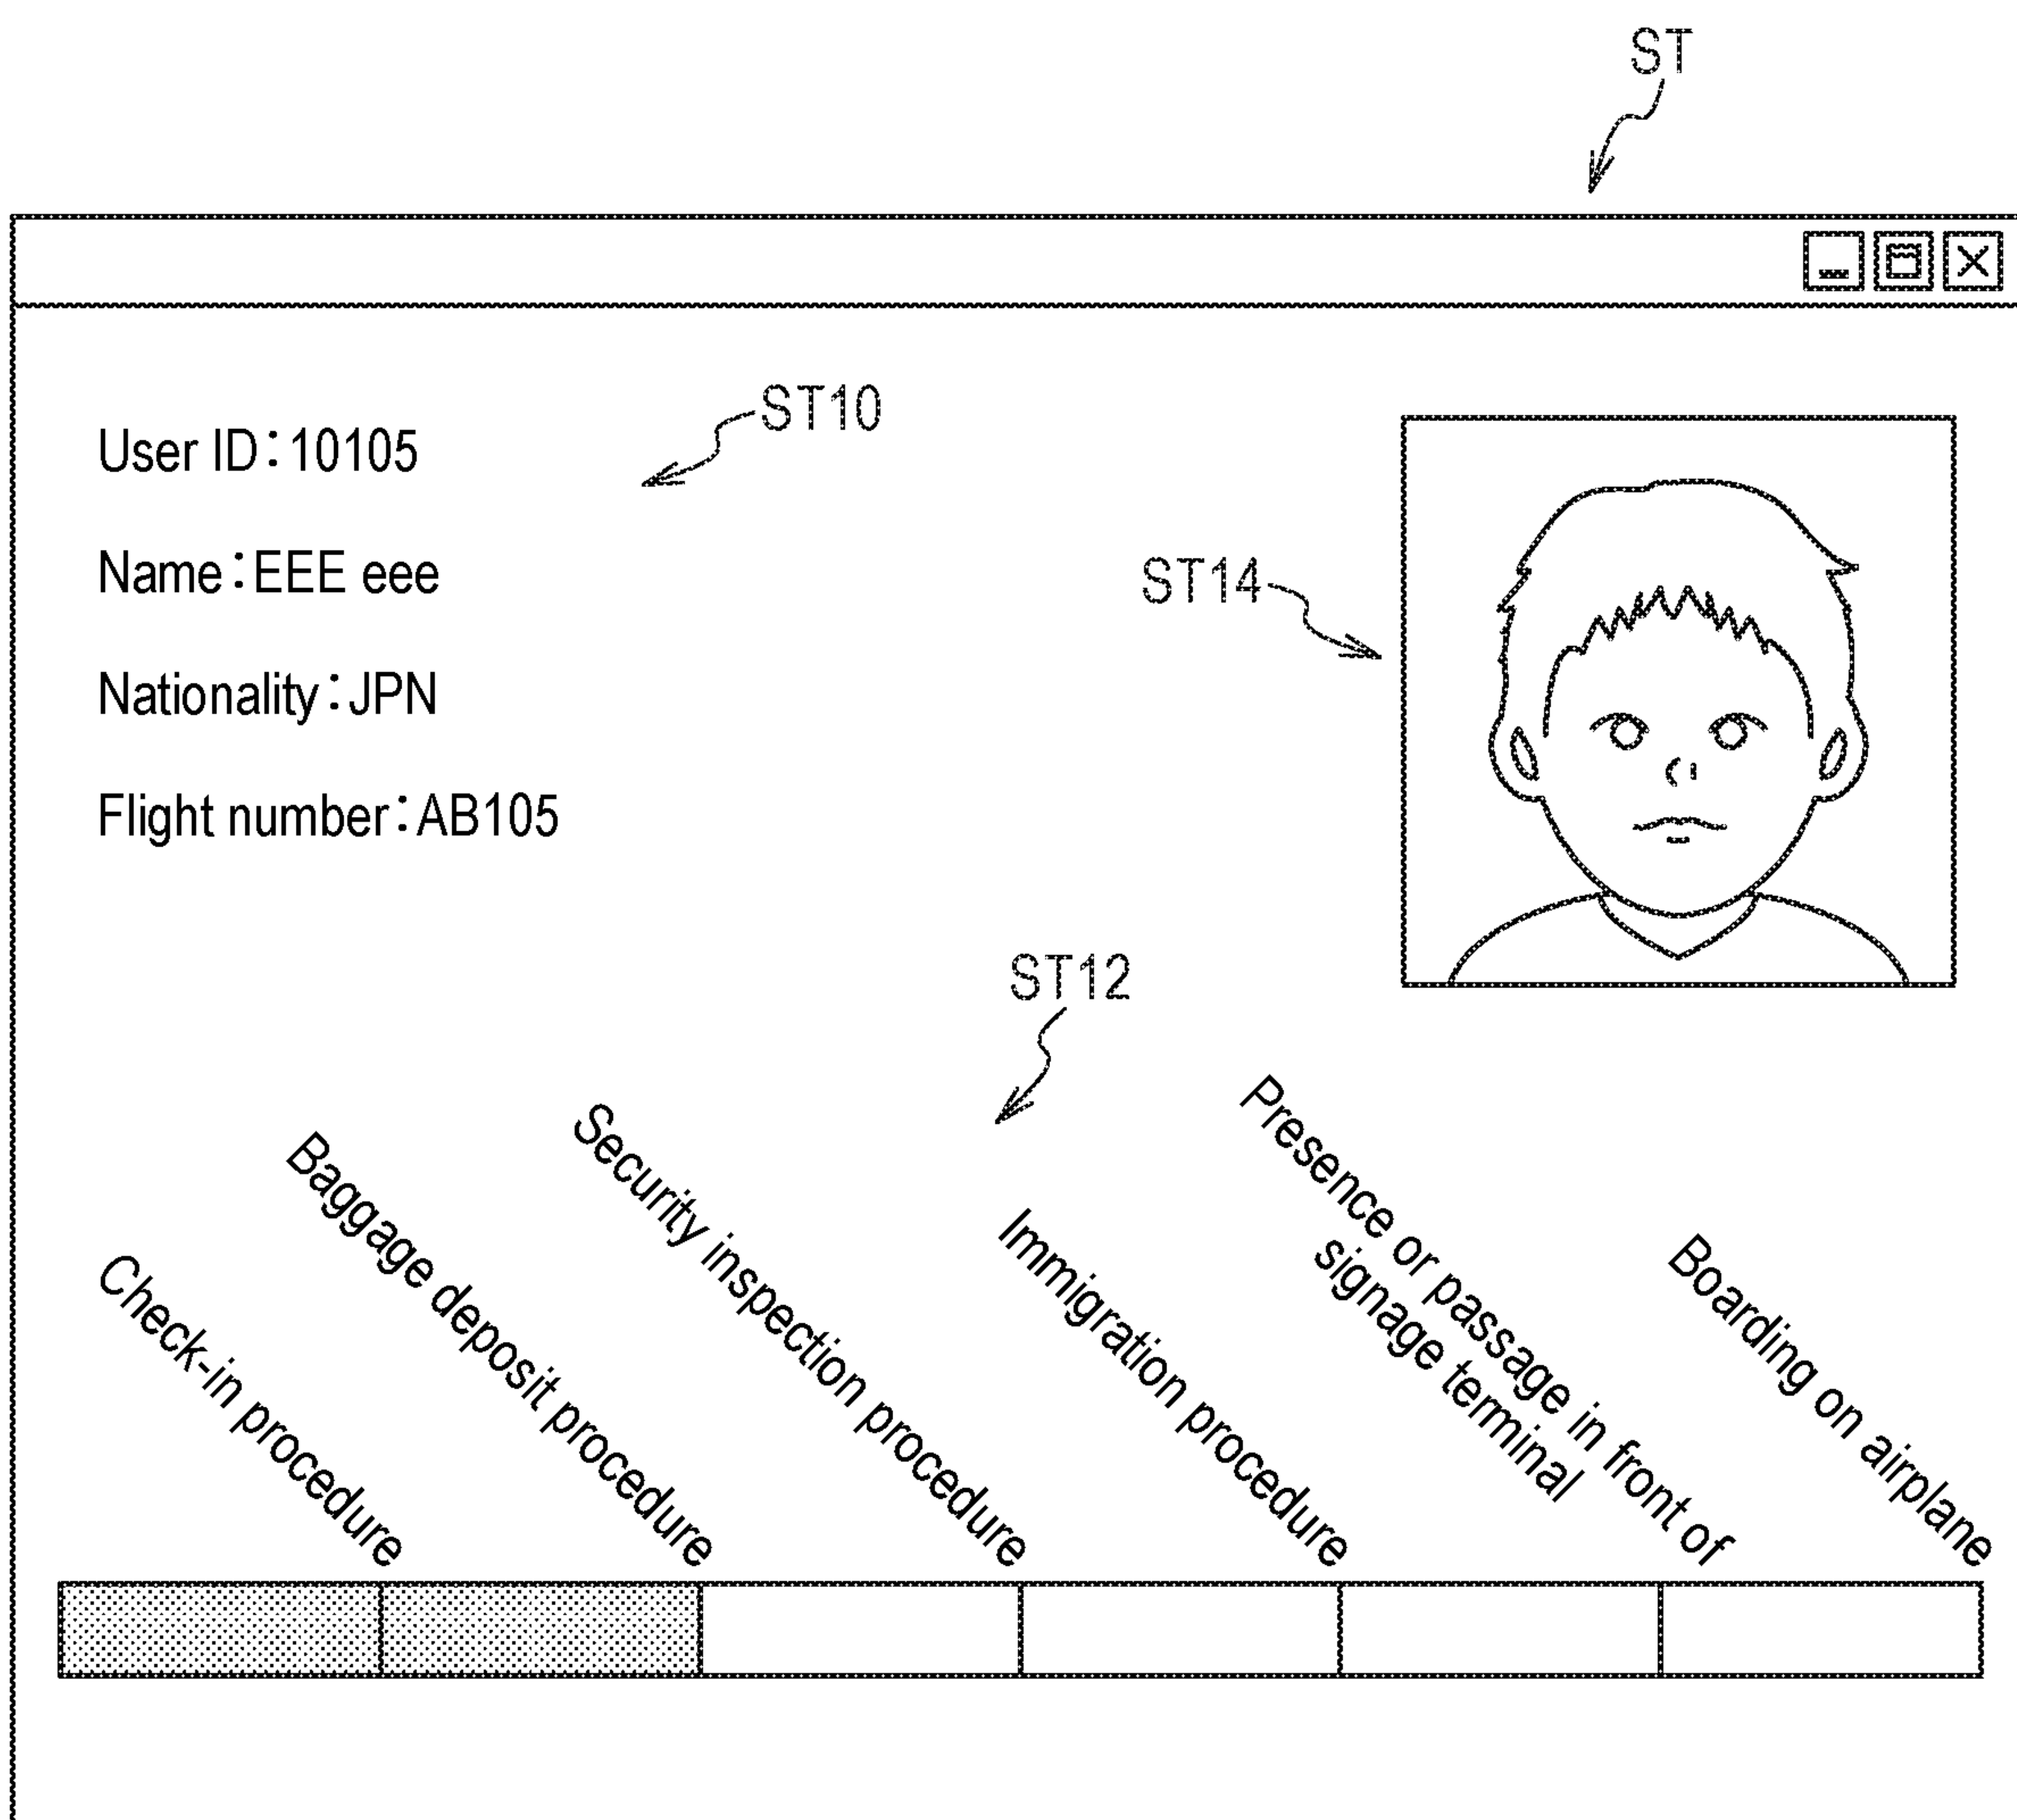 ST
ST10
User ID:10105
Name:EEE eee
Nationality:JPN
Flight number:AB105
ST14
ST12
Check-in procedure
Baggage deposit procedure
Security inspection procedure
Immigration procedure
Presence or passage in front of
signage terminal
Boarding on airplane